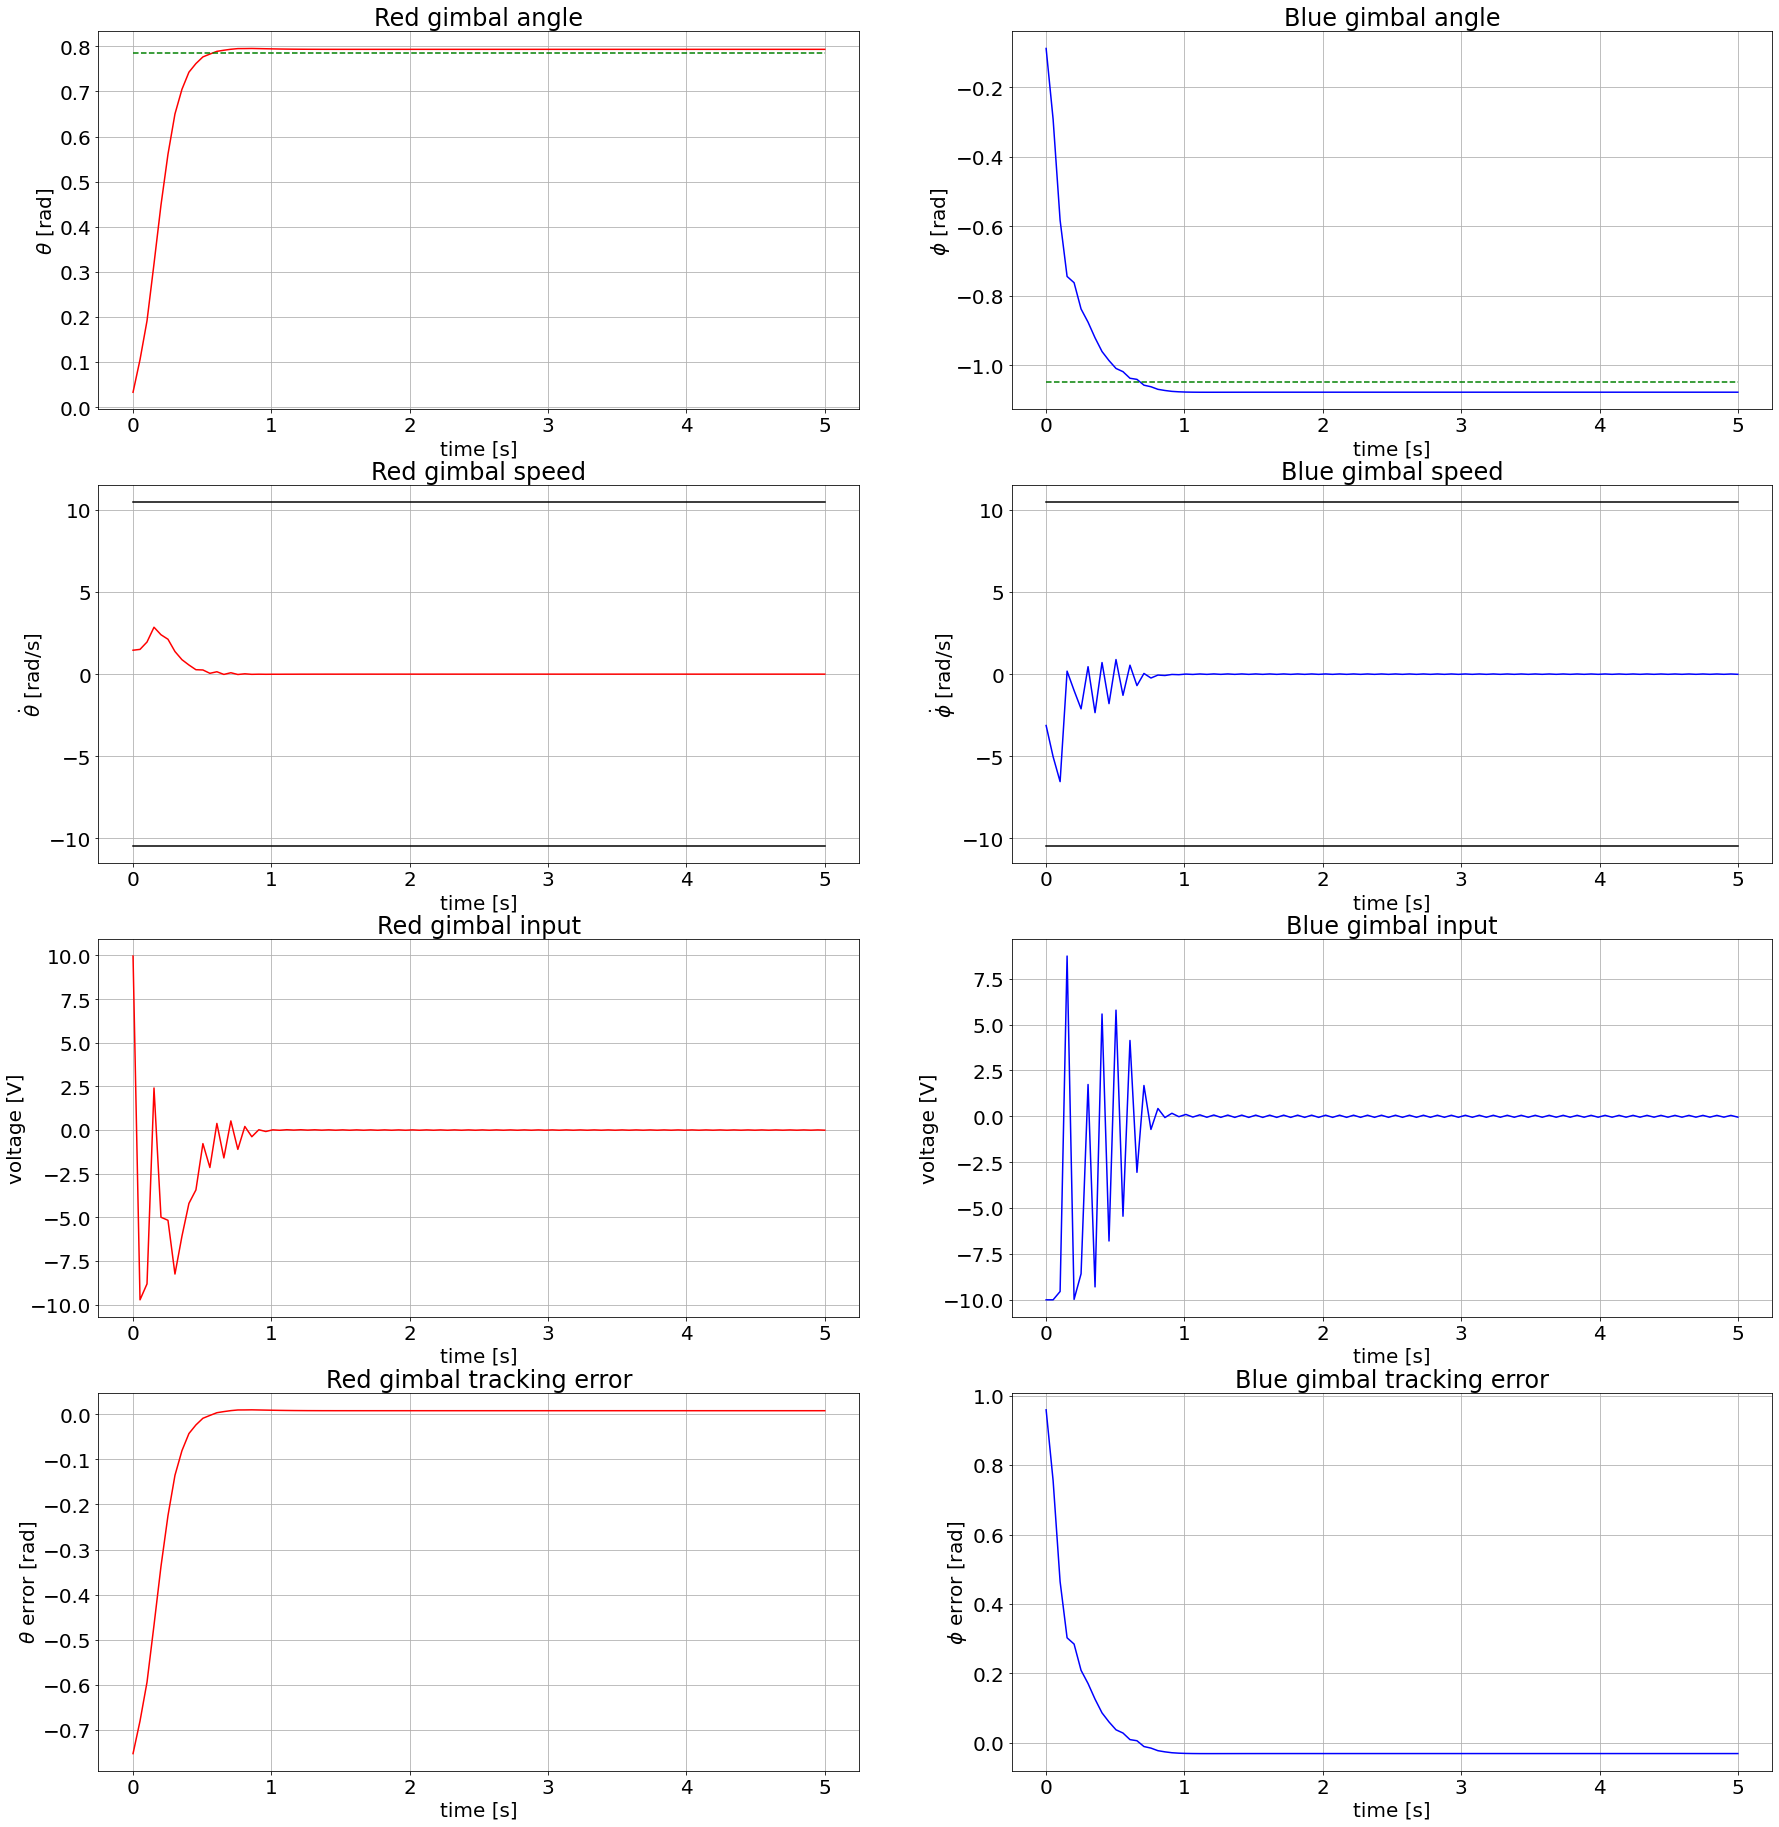 Red gimbal angle
Blue gimbal angle
θ [rad]
0.8
0.7
0.6
0.5
0.4
0.3
0.2
0.1
0.0
0 1 2 3 4 5
time [s]
ϕ [rad]
−0.2
−0.4
−0.6
−0.8
−1.0
0 1 2 3 4 5
time [s]
Red gimbal speed
Blue gimbal speed
θ̇ [rad/s]
10
5
0
−5
−10
0 1 2 3 4 5
time [s]
ϕ̇ [rad/s]
10
5
0
−5
−10
0 1 2 3 4 5
time [s]
Red gimbal input
Blue gimbal input
voltage [V]
10.0
7.5
5.0
2.5
0.0
−2.5
−5.0
−7.5
−10.0
0 1 2 3 4 5
time [s]
voltage [V]
7.5
5.0
2.5
0.0
−2.5
−5.0
−7.5
−10.0
0 1 2 3 4 5
time [s]
Red gimbal tracking error
Blue gimbal tracking error
θ error [rad]
0.0
−0.1
−0.2
−0.3
−0.4
−0.5
−0.6
−0.7
0 1 2 3 4 5
time [s]
ϕ error [rad]
1.0
0.8
0.6
0.4
0.2
0.0
0 1 2 3 4 5
time [s]